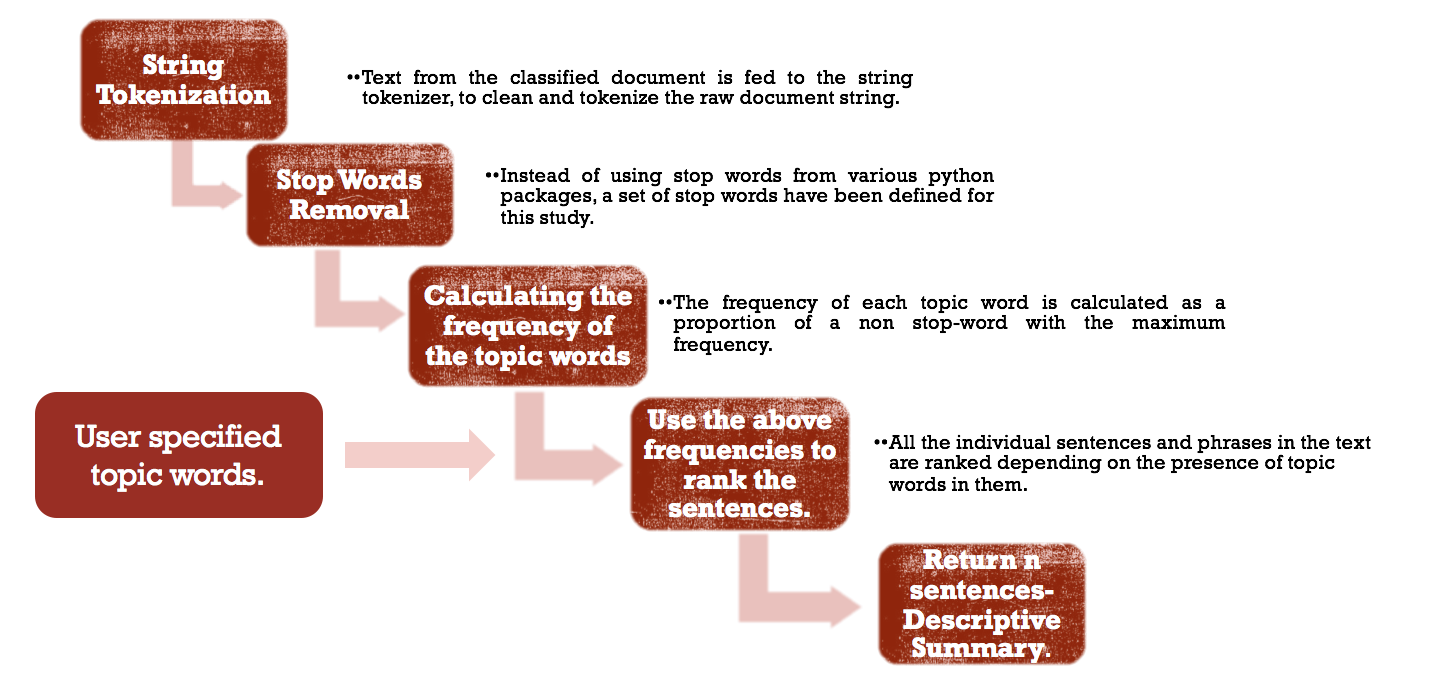 String
Tokenization
••Text from the classified document is fed to the string
tokenizer, to clean and tokenize the raw document string.
Stop Words
Removal
••Instead of using stop words from various python
packages, a set of stop words have been defined for
this study.
Calculating the
frequency of
the topic words
••The frequency of each topic word is calculated as a
proportion of a non stop-word with the maximum
frequency.
User specified
topic words.
Use the above
frequencies to
rank the
sentences.
••All the individual sentences and phrases in the text
are ranked depending on the presence of topic
words in them.
Return n
sentences-
Descriptive
Summary.